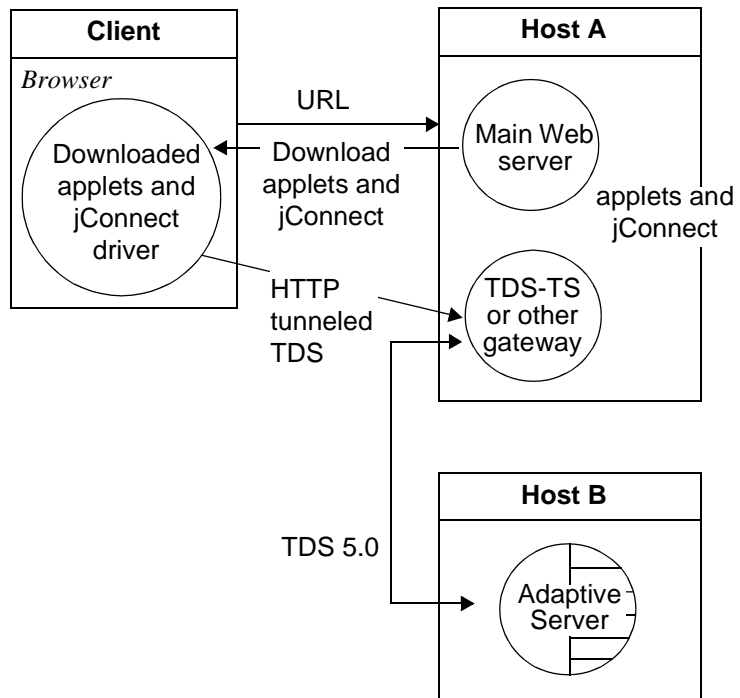 Client
Browser
Downloaded
applets and
jConnect
driver
URL
Download
applets and
jConnect
HTTP
tunneled
TDS
Host A
Main Web
server
applets and
jConnect
TDS-TS
or other
gateway
TDS 5.0
Host B
Adaptive
Server